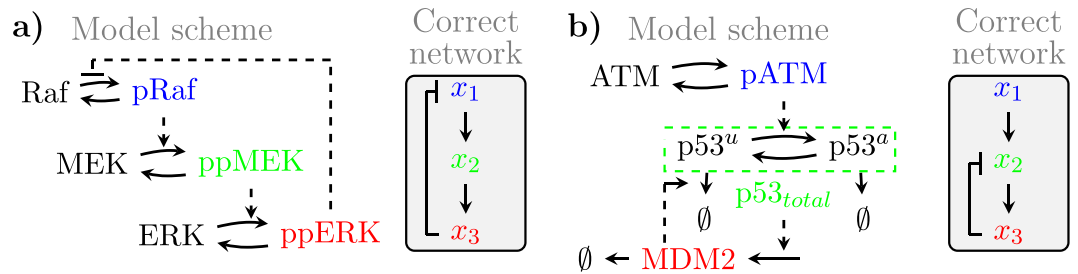 a) Model scheme
Correct
network
Raf pRaf
MEK ppMEK
ERK ppERK
x₁
x₂
x₃
b) Model scheme
Correct
network
ATM pATM
p53ᵘ p53ᵃ
p53ₜₒₜₐₗ
∅ ∅
∅ MDM2
x₁
x₂
x₃